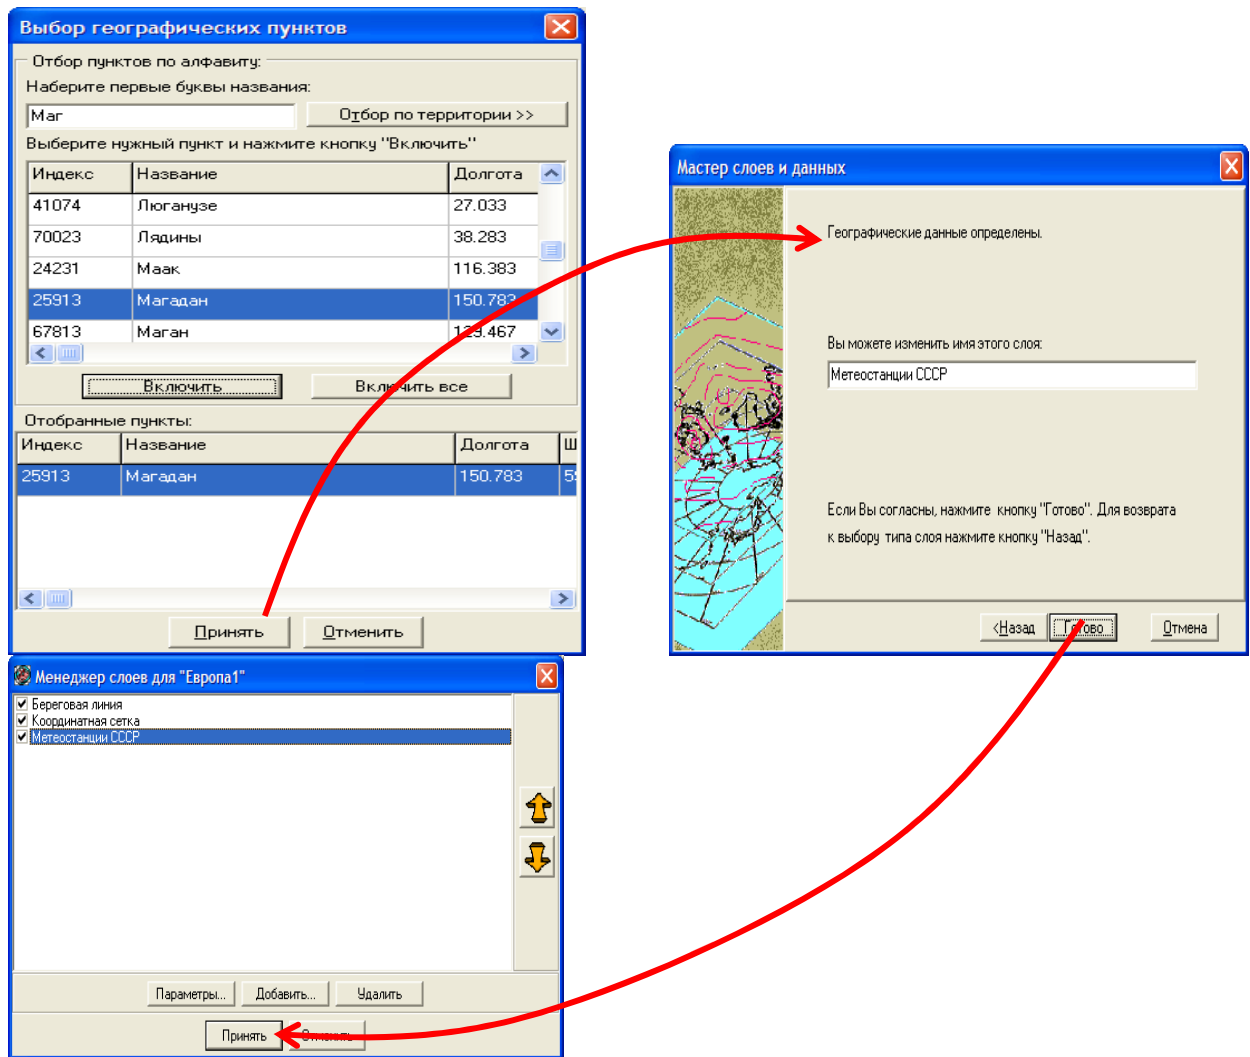 Выбор географических пунктов
Отбор пунктов по алфавиту:
Наберите первые буквы названия:
Маг
Отбор по территории >>
Выберите нужный пункт и нажмите кнопку "Включить"
Индекс Название Долгота
41074 Люганузе 27.033
70023 Лядины 38.283
24231 Маак 116.383
25913 Магадан 150.783
67813 Маган 129.467
Включить Включить все
Отобранные пункты:
Индекс Название Долгота Ш
25913 Магадан 150.783 5
Принять Отменить
Мастер слоев и данных
Географические данные определены.
Вы можете изменить имя этого слоя:
Метеостанции СССР
Если Вы согласны, нажмите кнопку "Готово". Для возврата
к выбору типа слоя нажмите кнопку "Назад".
<Назад Готово Отмена
Менеджер слоев для "Европа1"
Береговая линия
Координатная сетка
Метеостанции СССР
Параметры... Добавить... Удалить
Принять Отменить